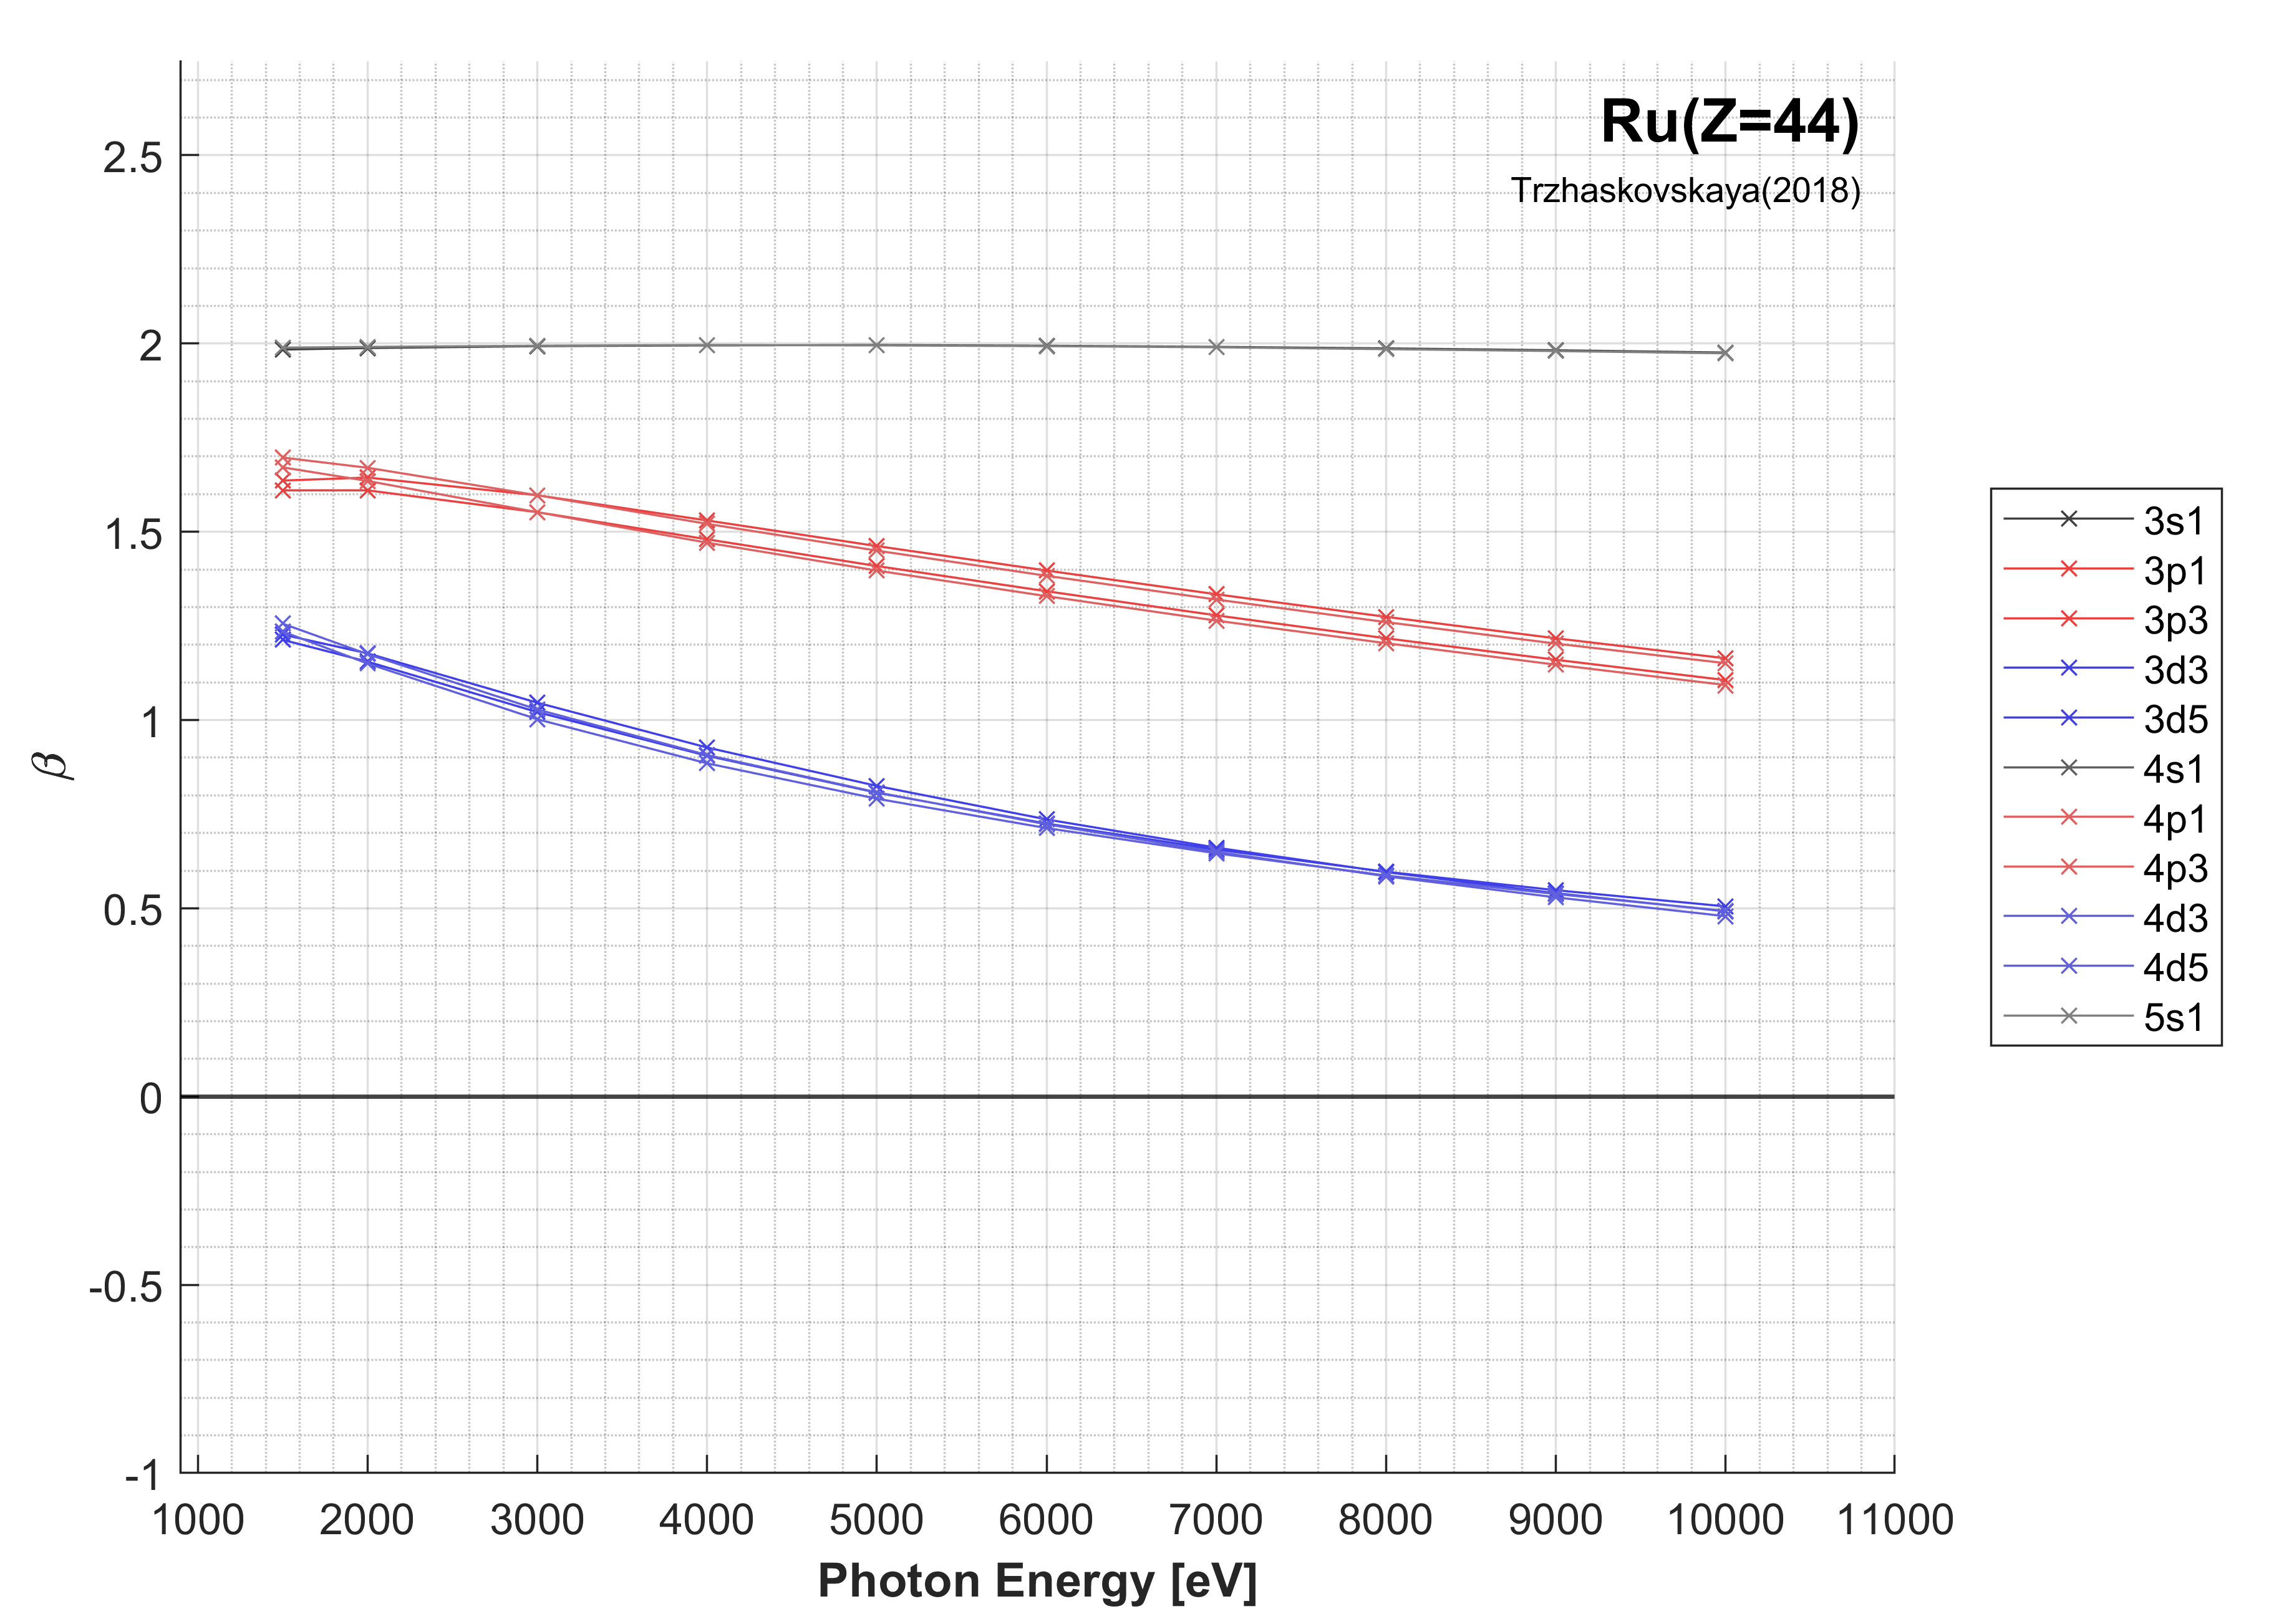 Ru(Z=44)
Trzhaskovskaya(2018)
2.5
2
1.5
1
0.5
0
-0.5
-1
β
1000 2000 3000 4000 5000 6000 7000 8000 9000 10000 11000
Photon Energy [eV]
3s1
3p1
3p3
3d3
3d5
4s1
4p1
4p3
4d3
4d5
5s1